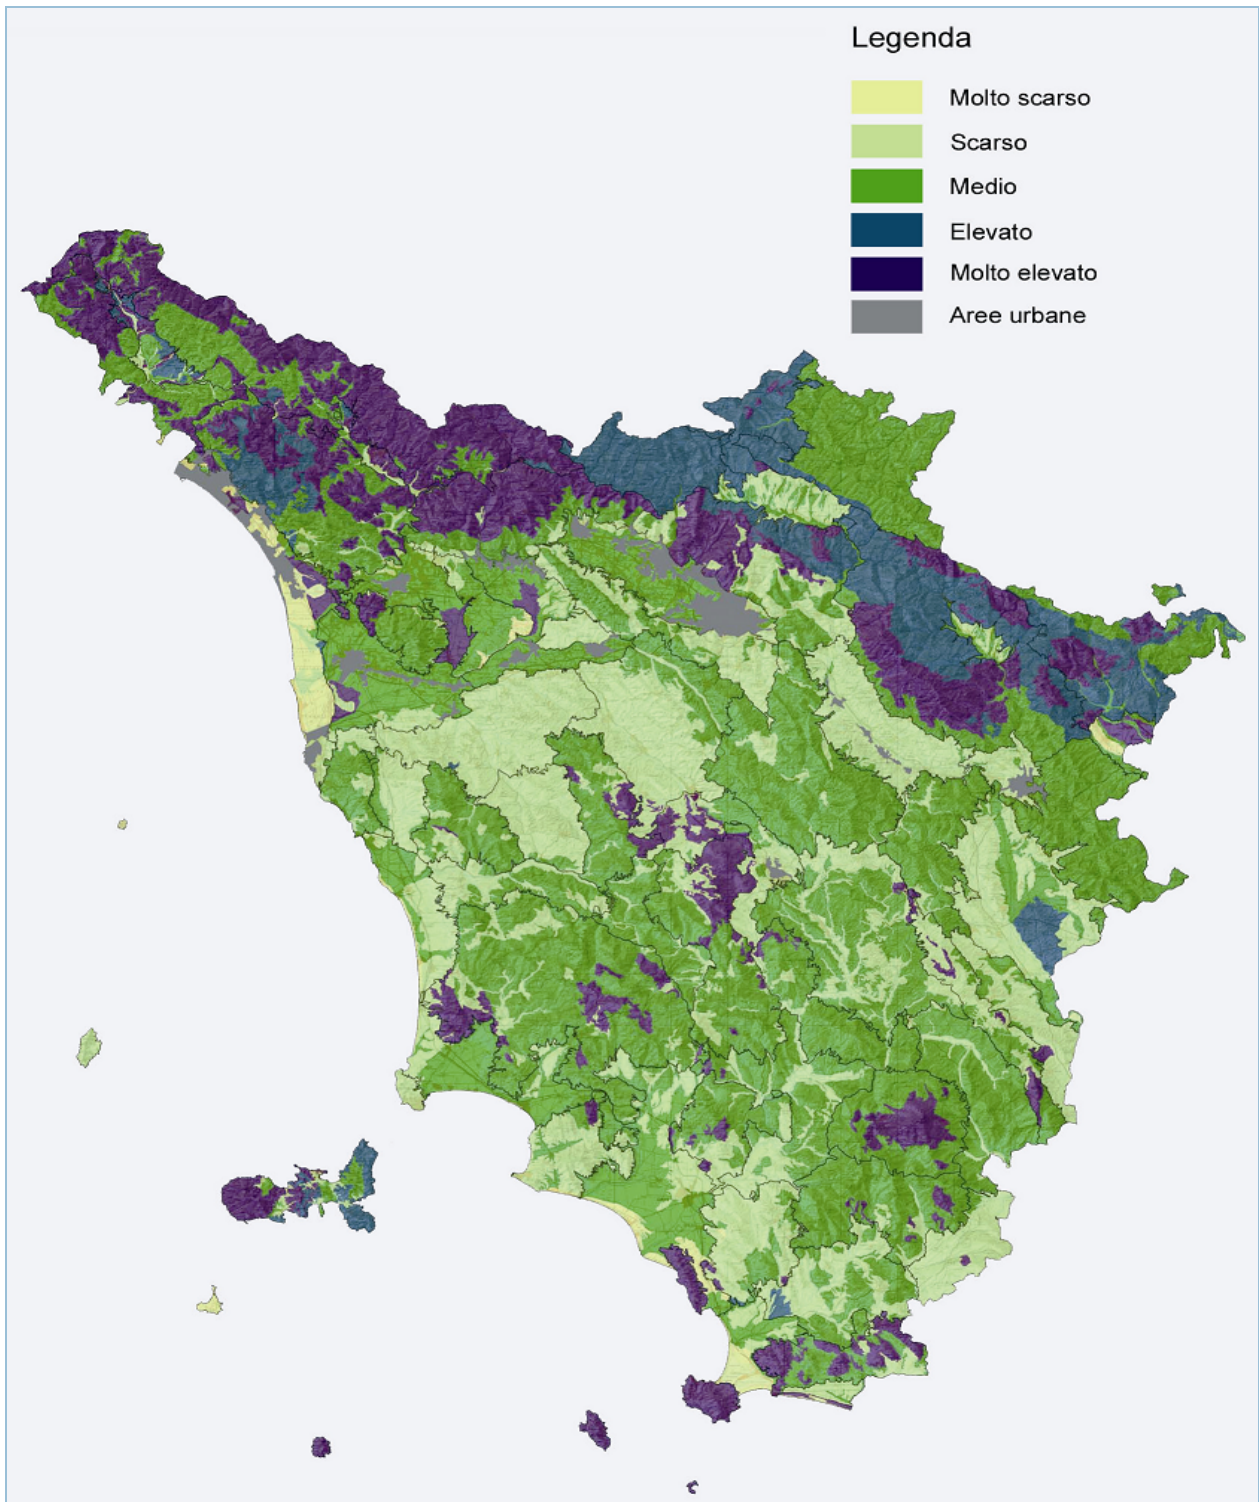 Legenda
Molto scarso
Scarso
Medio
Elevato
Molto elevato
Aree urbane